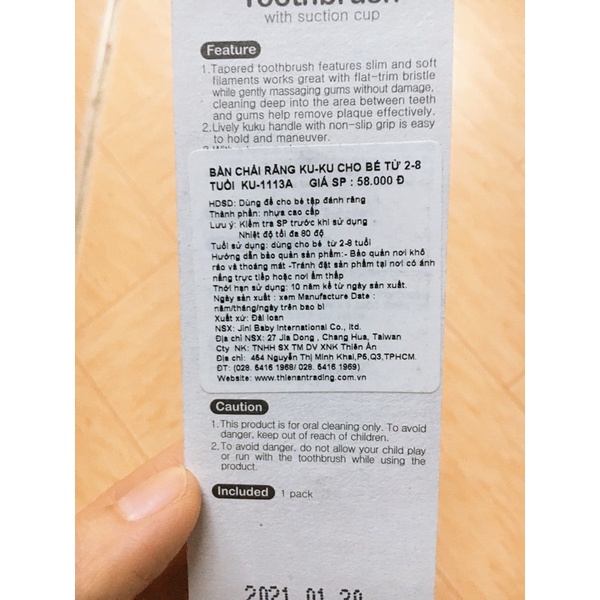 Toothbrush
with suction cup
Feature
1.Tapered toothbrush features slim and soft
filaments works great with flat-trim bristle
while gently massaging gums without damage,
cleaning deep into the area between teeth
and gums help remove plaque effectively.
2.Lively kuku handle with non-slip grip is easy
to hold and maneuver.
BÀN CHẢI RĂNG KU-KU CHO BÉ TỪ 2-8
TUỔI KU-1113A GIÁ SP : 58.000 Đ
HDSD: Dùng để cho bé tập đánh răng
Thành phần: nhựa cao cấp
Lưu ý: Kiểm tra SP trước khi sử dụng
Nhiệt độ tối đa 80 độ
Tuổi sử dụng: dùng cho bé từ 2-8 tuổi
Hướng dẫn bảo quản sản phẩm:- Bảo quản nơi khô
ráo và thoáng mát -Tránh đặt sản phẩm tại nơi có ánh
nắng trực tiếp hoặc nơi ẩm thấp
Thời hạn sử dụng: 10 năm kể từ ngày sản xuất.
Ngày sản xuất : xem Manufacture Date :
năm/tháng/ngày trên bao bì
Xuất xứ: Đài loan
NSX: Jini Baby International Co., ltd.
Địa chỉ NSX: 27 Jia Dong , Chang Hua, Taiwan
Cty NK: TNHH SX TM DV XNK Thiên Ân
Địa chỉ: 454 Nguyễn Thị Minh Khai,P5,Q3,TPHCM.
ĐT: (028. 5416 1968/ 028. 5416 1969)
Website: www.thienantrading.com.vn
Caution
1.This product is for oral cleaning only. To avoid
danger, keep out of reach of children.
2.To avoid danger, do not allow your child play
or run with the toothbrush while using the
product.
Included 1 pack
2021 01 20